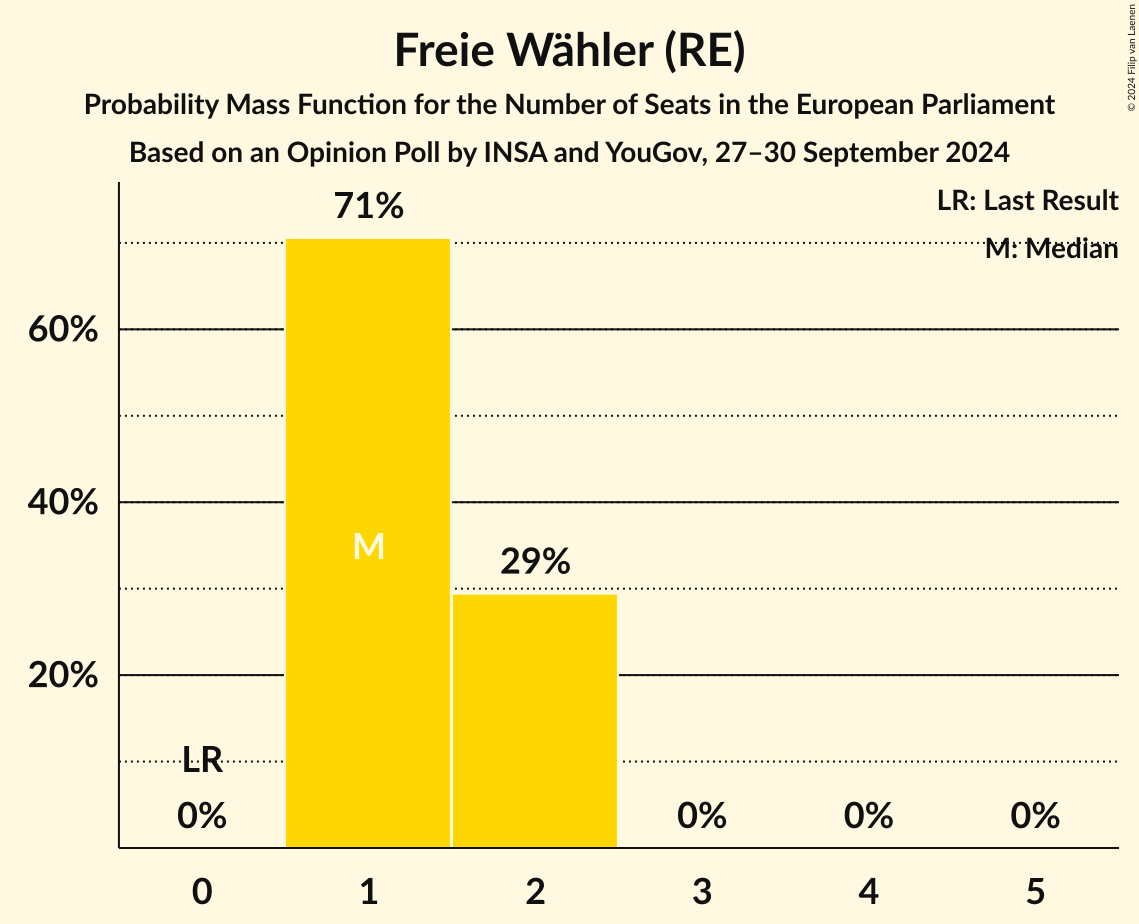 Freie Wähler (RE)
Probability Mass Function for the Number of Seats in the European Parliament
Based on an Opinion Poll by INSA and YouGov, 27–30 September 2024
© 2024 Filip van Laenen
LR: Last Result
M: Median
71%
60%
40%
M
29%
20%
LR
0%
0%
0%
0%
0
1
2
3
4
5